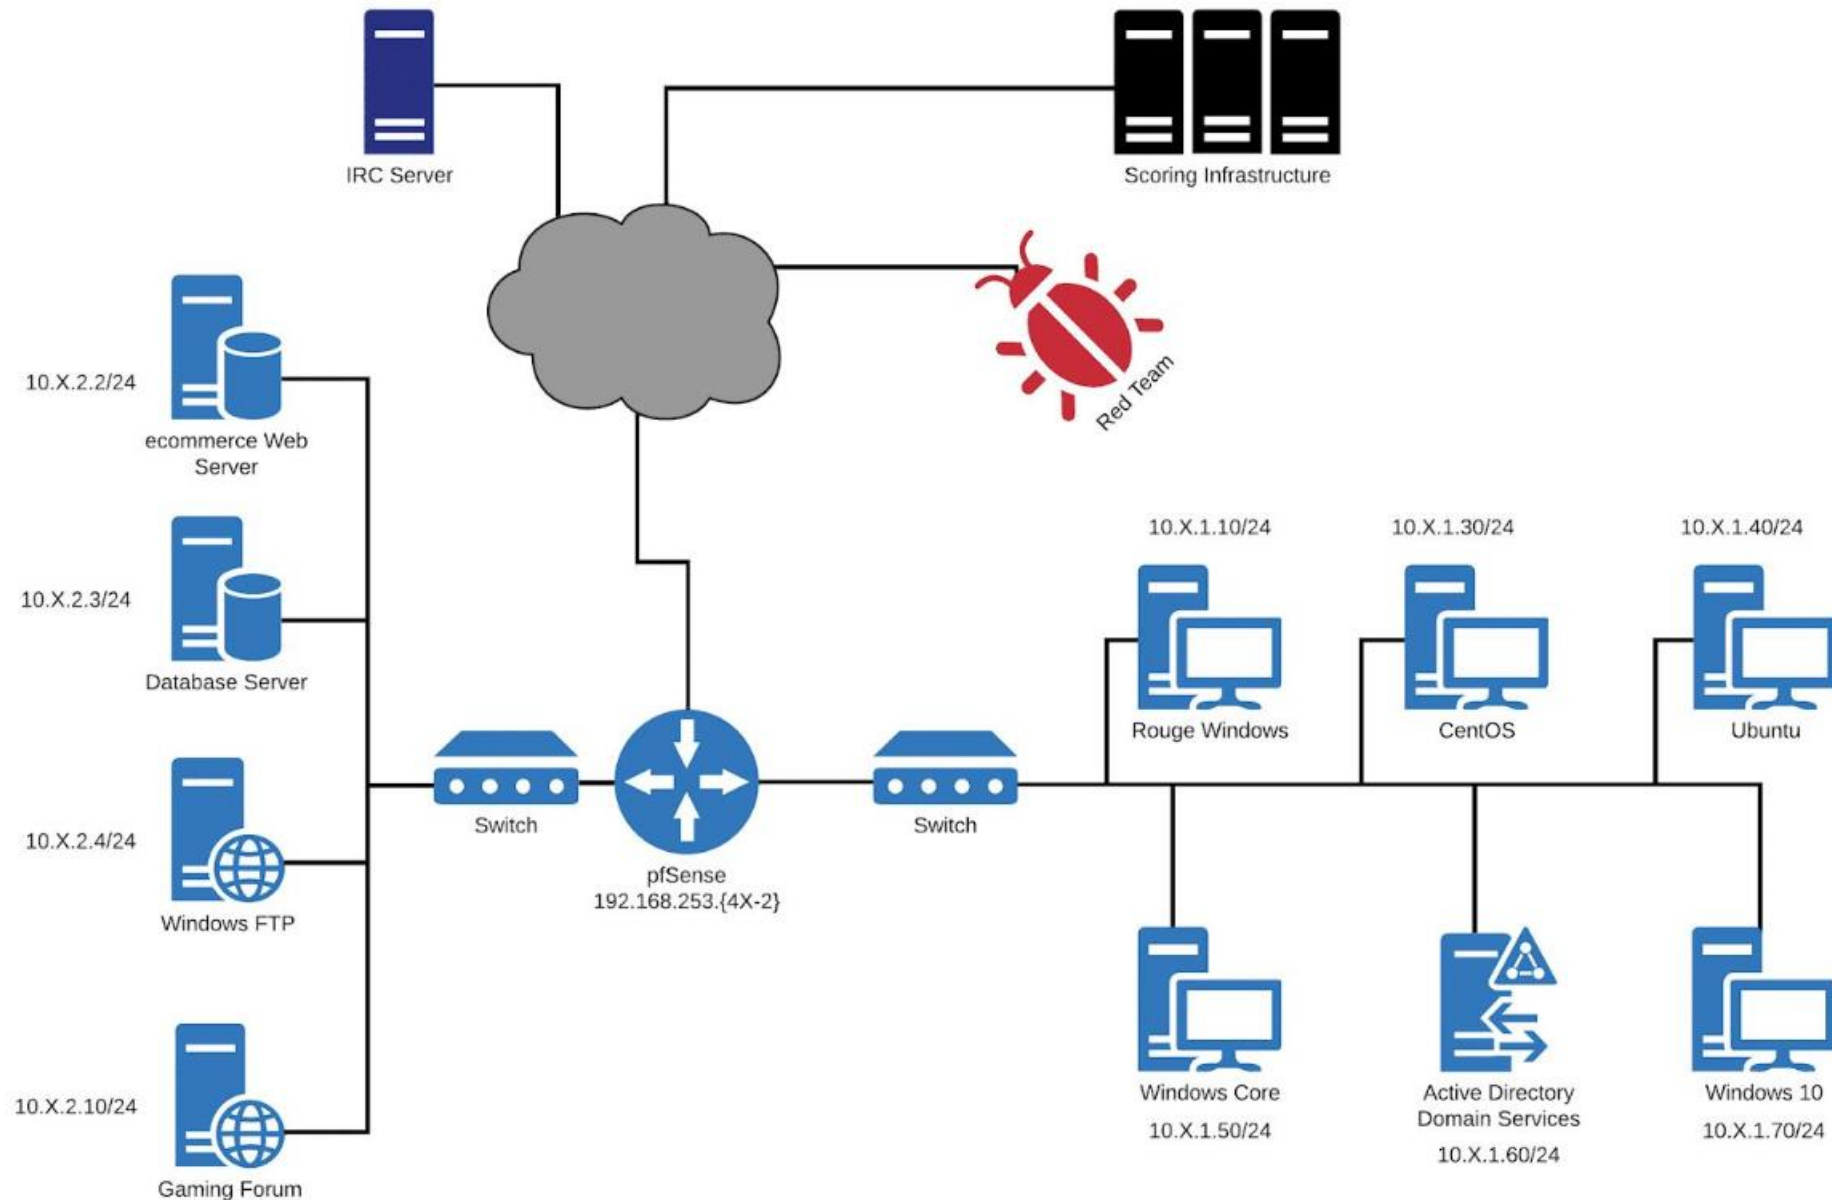 IRC Server
Scoring Infrastructure
Red Team
10.X.2.2/24
ecommerce Web
Server
10.X.2.3/24
Database Server
10.X.2.4/24
Windows FTP
10.X.2.10/24
Gaming Forum
Switch
pfSense
192.168.253.{4X-2}
Switch
10.X.1.10/24
Rouge Windows
10.X.1.30/24
CentOS
10.X.1.40/24
Ubuntu
Windows Core
10.X.1.50/24
Active Directory
Domain Services
10.X.1.60/24
Windows 10
10.X.1.70/24